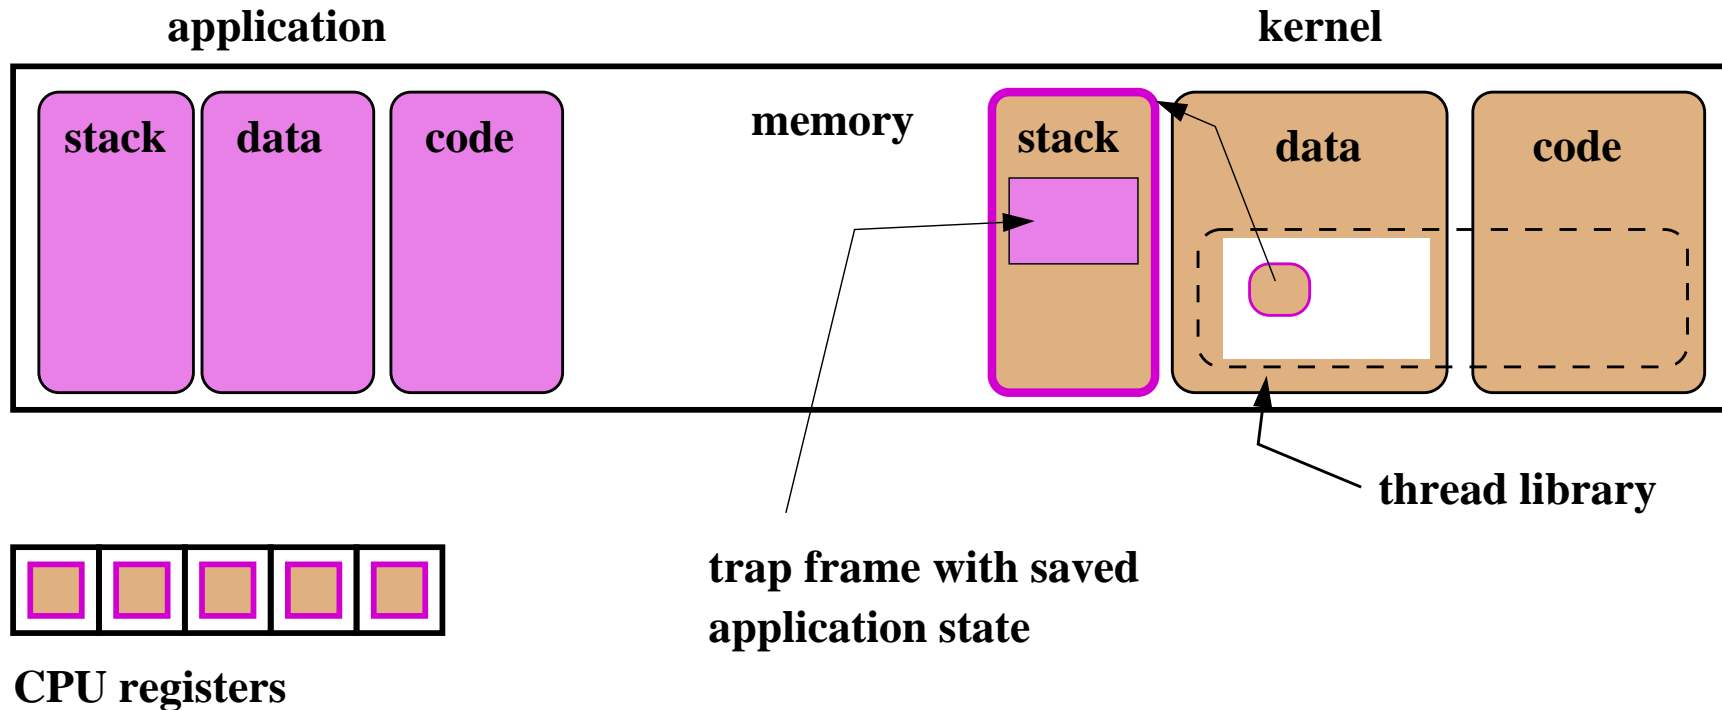 application
kernel
stack
data
code
memory
stack
data
code
thread library
trap frame with saved
application state
CPU registers